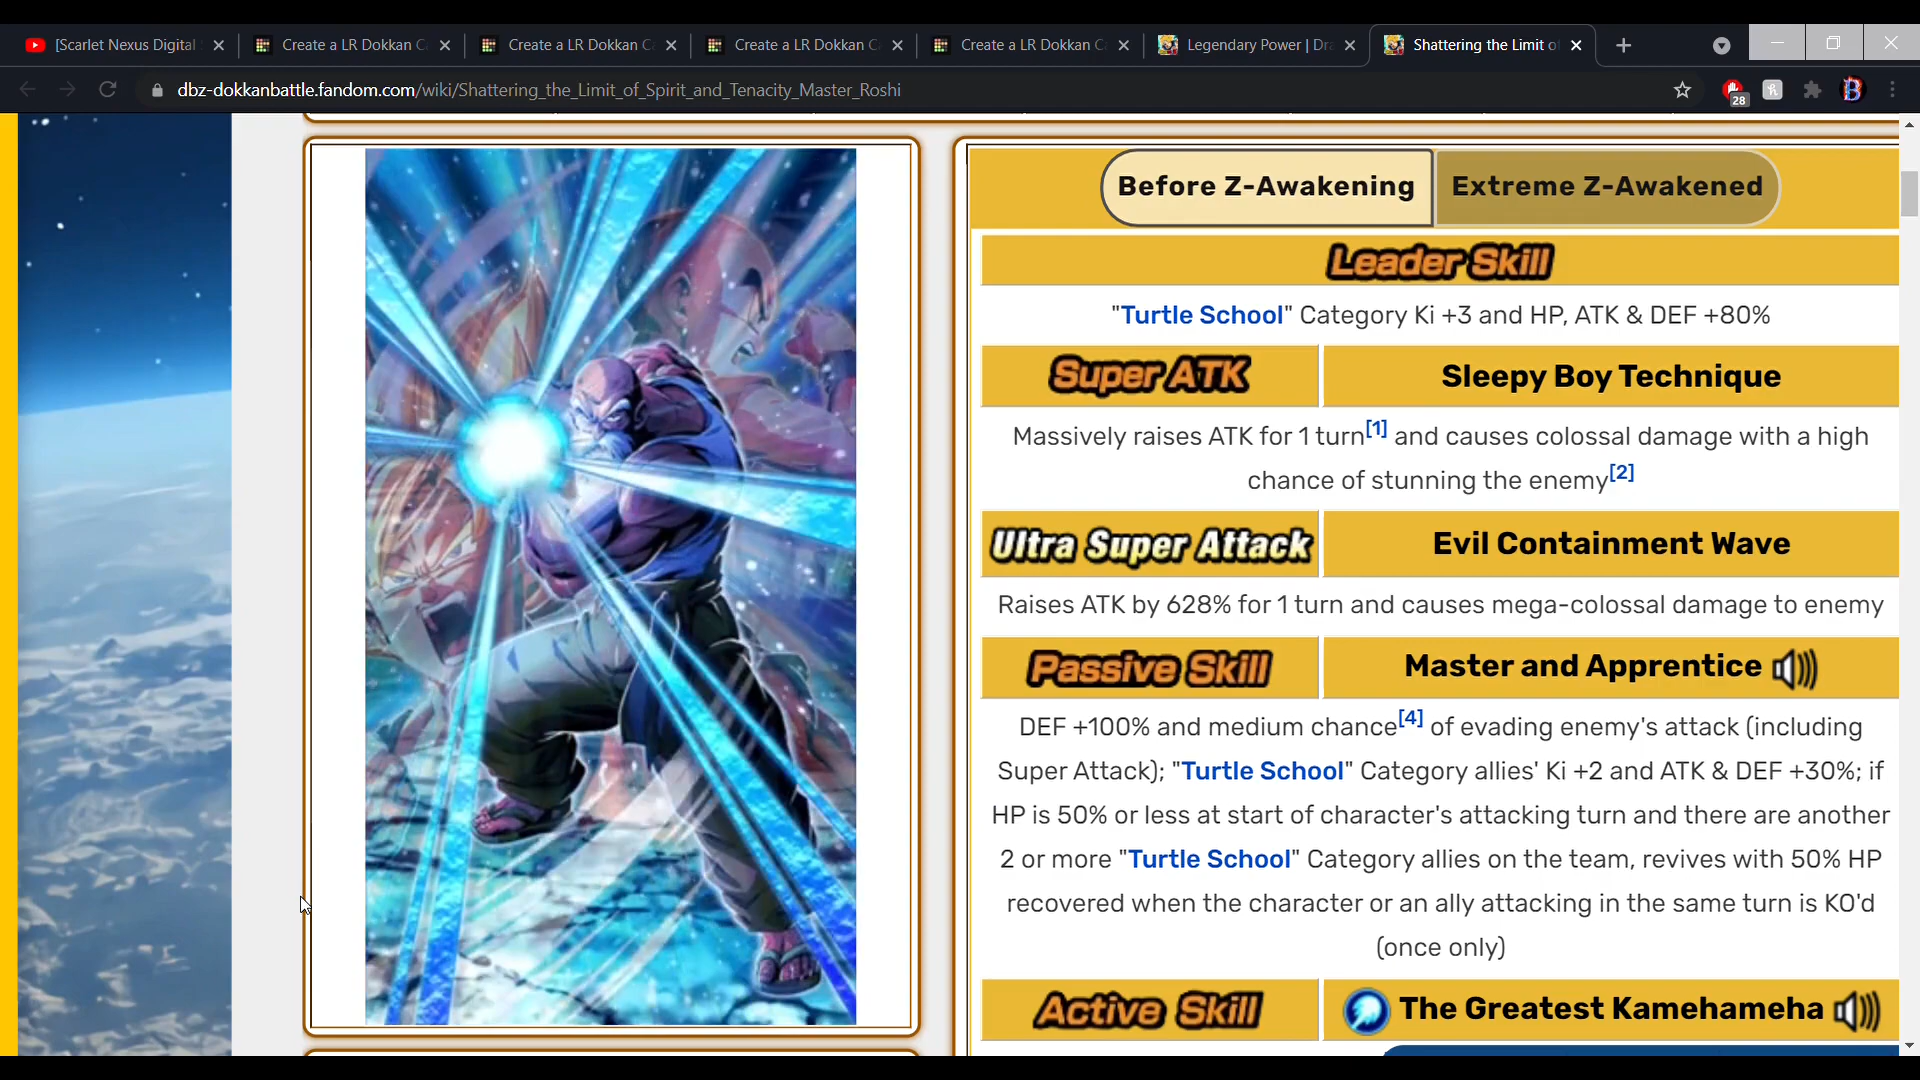 [Scarlet Nexus Digital
Create a LR Dokkan C
Create a LR Dokkan C
Create a LR Dokkan C
Create a LR Dokkan C
Legendary Power | Dra
Shattering the Limit of
dbz-dokkanbattle.fandom.com/wiki/Shattering_the_Limit_of_Spirit_and_Tenacity_Master_Roshi
28
Before Z-Awakening
Extreme Z-Awakened
Leader Skill
"Turtle School" Category Ki +3 and HP, ATK & DEF +80%
Super ATK
Sleepy Boy Technique
Massively raises ATK for 1 turn[1] and causes colossal damage with a high
chance of stunning the enemy[2]
Ultra Super Attack
Evil Containment Wave
Raises ATK by 628% for 1 turn and causes mega-colossal damage to enemy
Passive Skill
Master and Apprentice
DEF +100% and medium chance[4] of evading enemy's attack (including
Super Attack); "Turtle School" Category allies' Ki +2 and ATK & DEF +30%; if
HP is 50% or less at start of character's attacking turn and there are another
2 or more "Turtle School" Category allies on the team, revives with 50% HP
recovered when the character or an ally attacking in the same turn is KO'd
(once only)
Active Skill
The Greatest Kamehameha